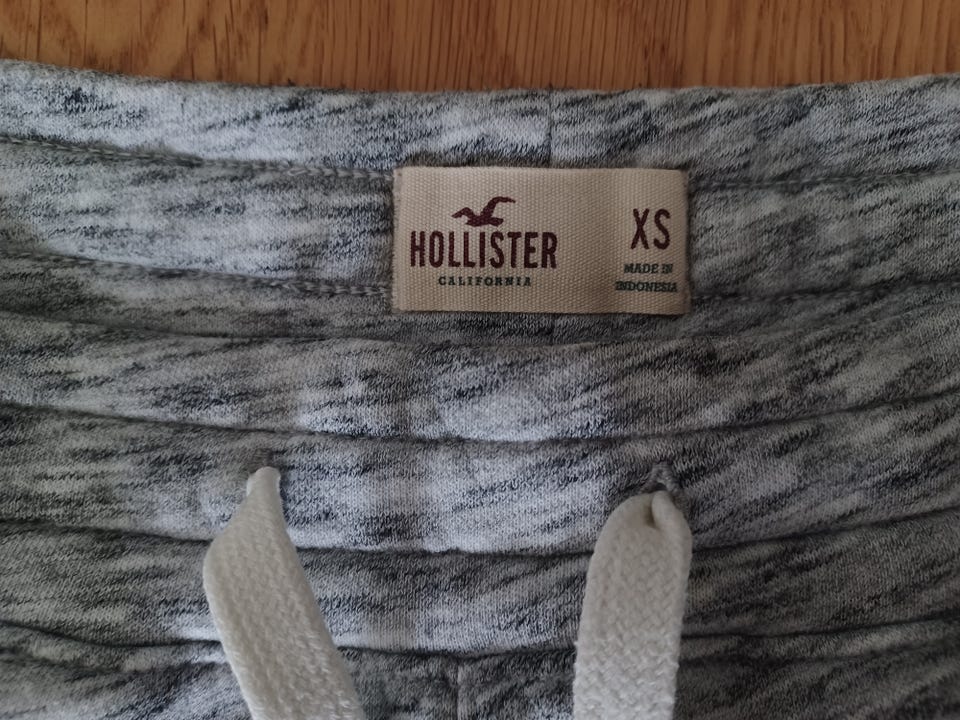 HOLLISTER
CALIFORNIA
XS
MADE IN
INDONESIA